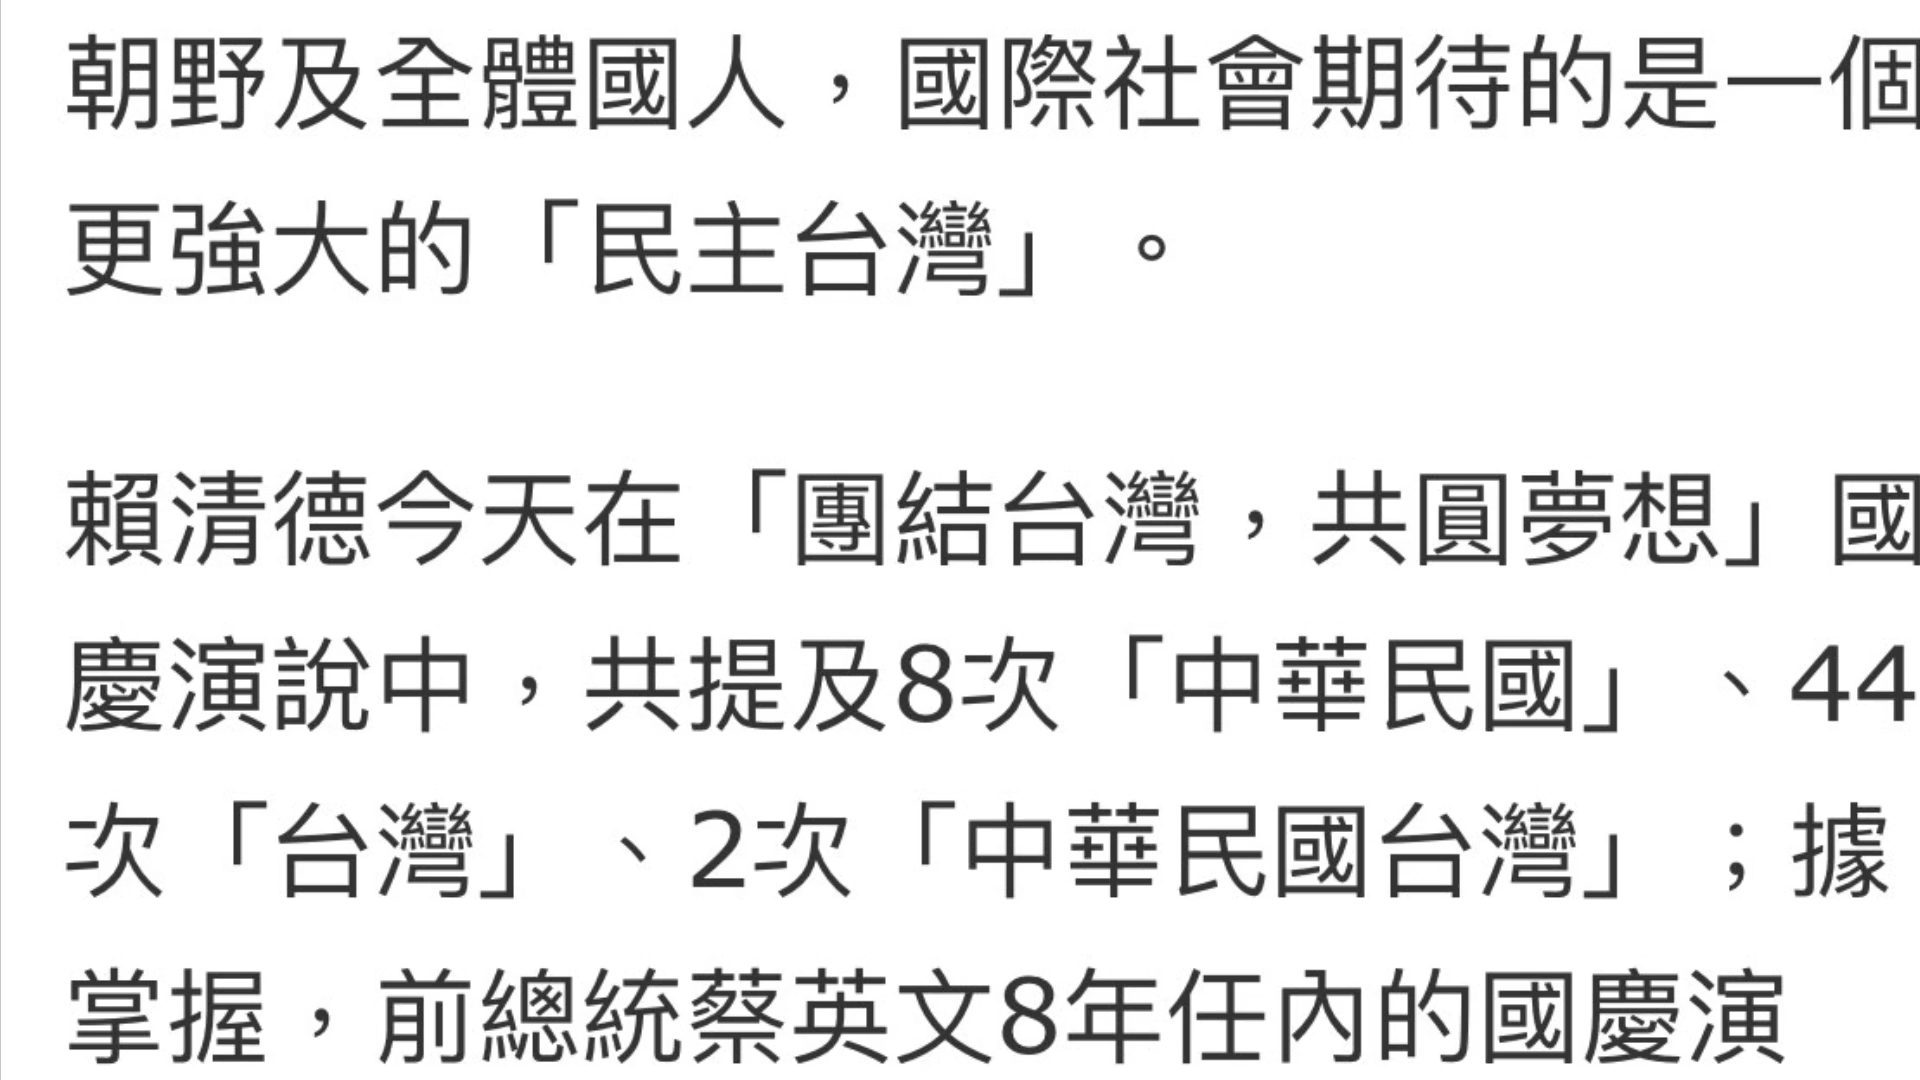 朝野及全體國人，國際社會期待的是一個
更強大的「民主台灣」。
賴清德今天在「團結台灣，共圓夢想」國
慶演說中，共提及8次「中華民國」、44
次「台灣」、2次「中華民國台灣」；據
掌握，前總統蔡英文8年任內的國慶演